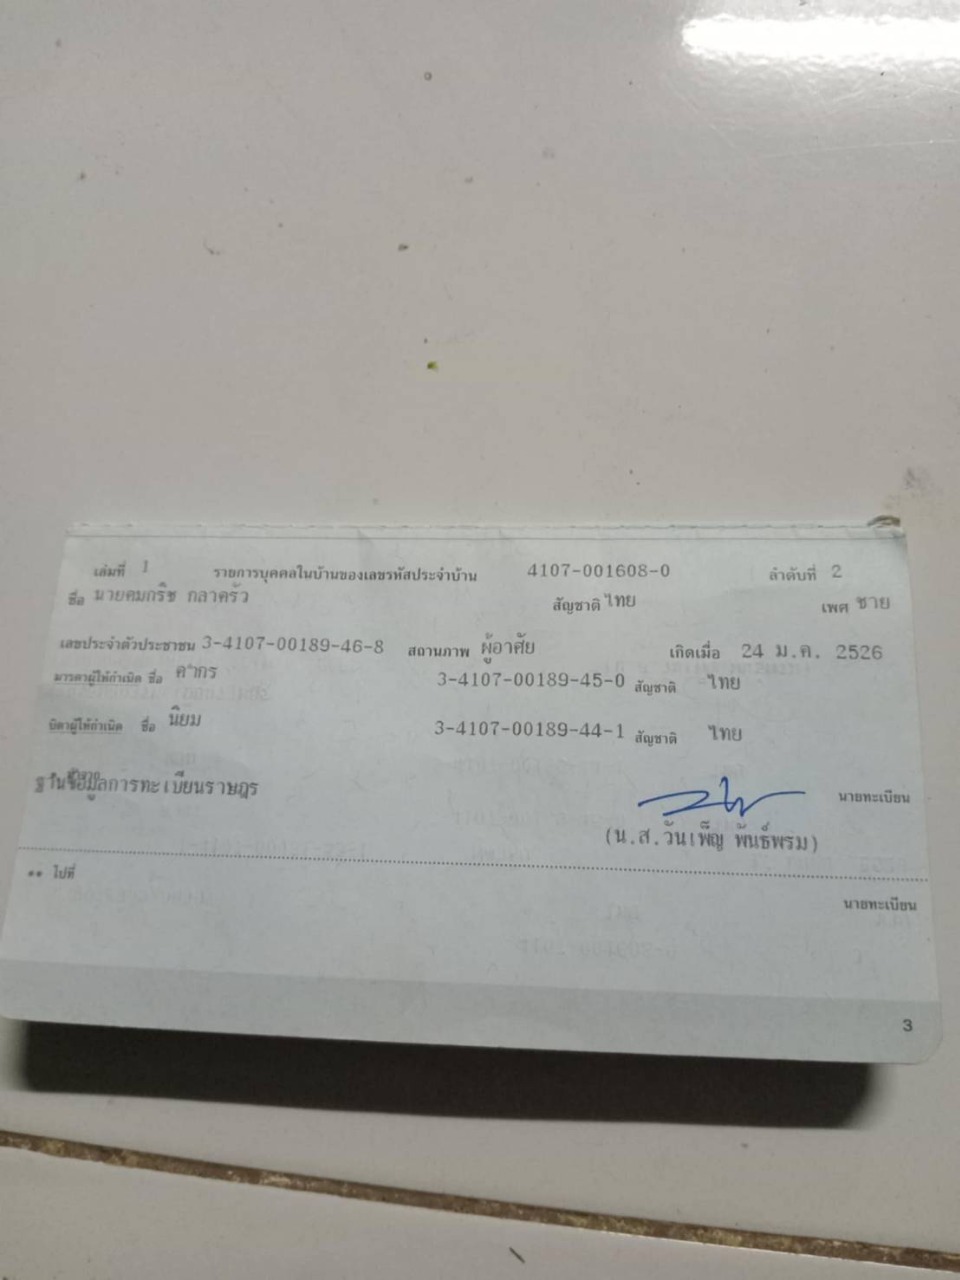 เล่มที่ 1 รายการบุคคลในบ้านของเลขรหัสประจำบ้าน 4107-001608-0 ลำดับที่ 2
ชื่อ นายคมกริช กลาครัว สัญชาติ ไทย เพศ ชาย
เลขประจำตัวประชาชน 3-4107-00189-46-8 สถานภาพ ผู้อาศัย เกิดเมื่อ 24 ม.ค. 2526
มารดาผู้ให้กำเนิด ชื่อ คำกร 3-4107-00189-45-0 สัญชาติ ไทย
บิดาผู้ให้กำเนิด ชื่อ นิยม 3-4107-00189-44-1 สัญชาติ ไทย
ฐานข้อมูลการทะเบียนราษฎร นายทะเบียน
(น.ส.วันเพ็ญ พันธ์พรม)
** ไปที่
นายทะเบียน
3